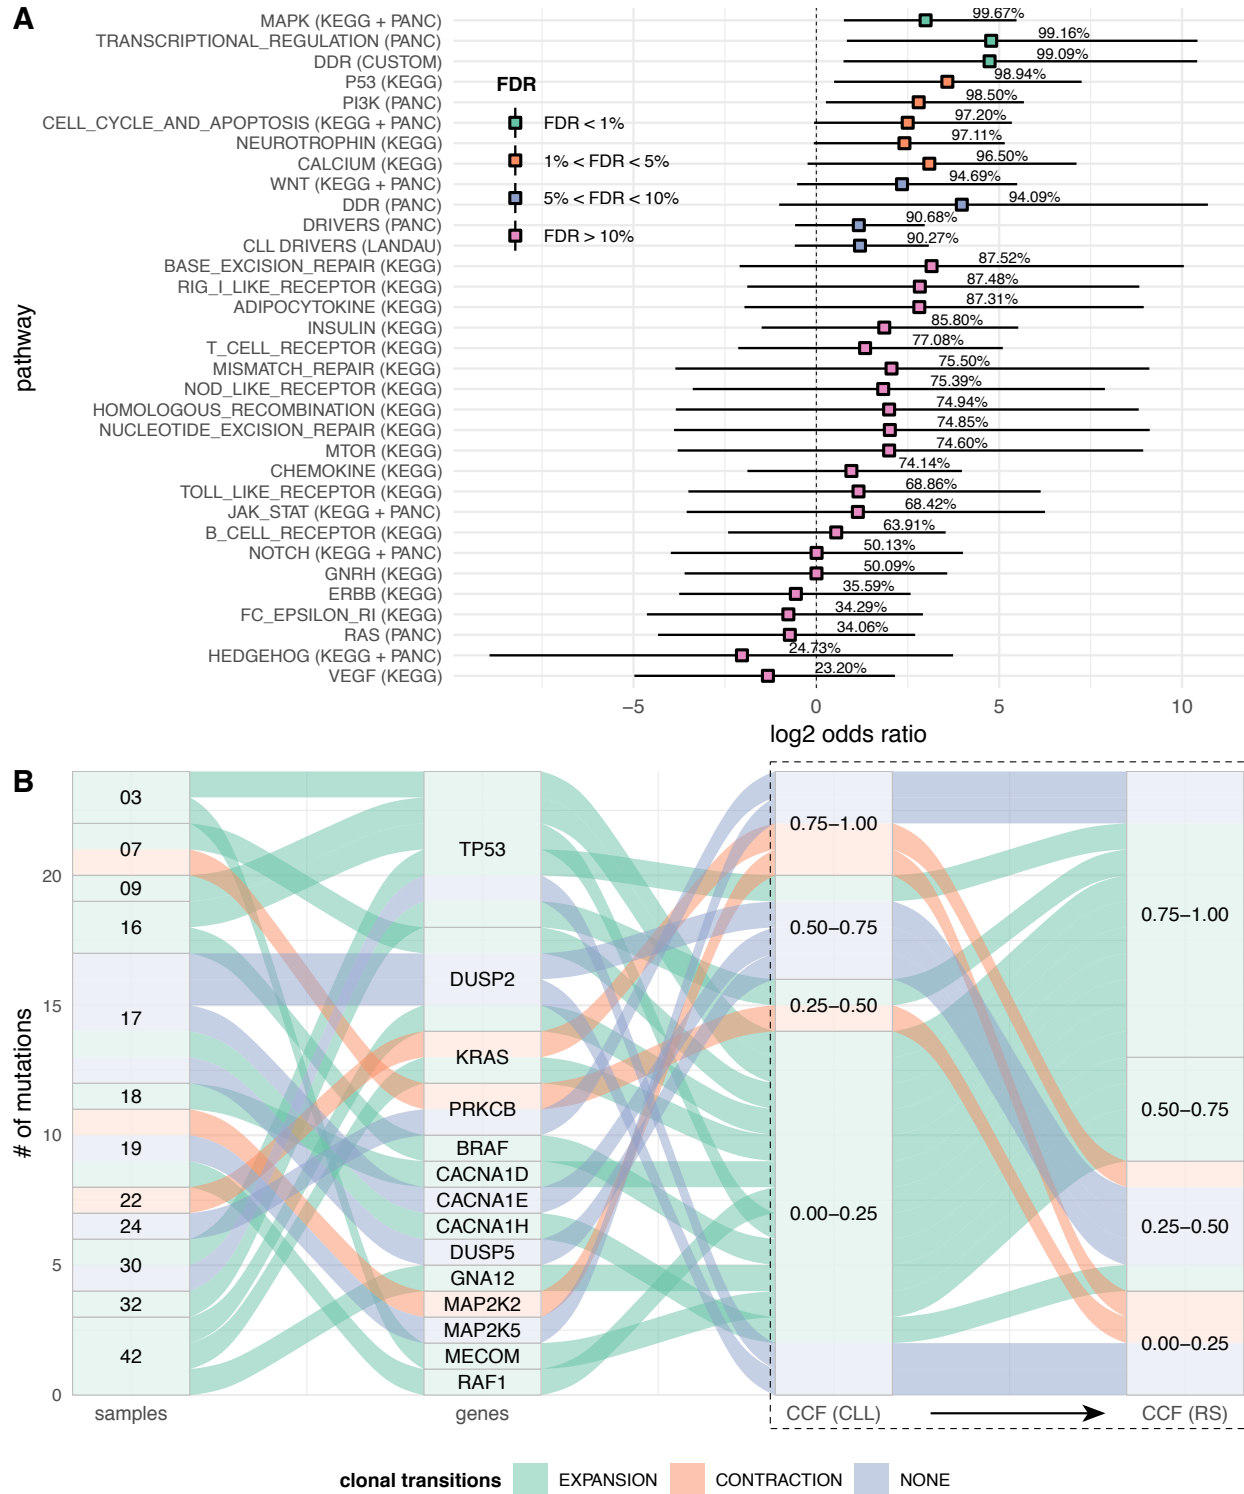 A
pathway
MAPK (KEGG + PANC) 99.67%
TRANSCRIPTIONAL_REGULATION (PANC) 99.16%
DDR (CUSTOM) 99.09%
P53 (KEGG) 98.94%
PI3K (PANC) 98.50%
CELL_CYCLE_AND_APOPTOSIS (KEGG + PANC) 97.20%
NEUROTROPHIN (KEGG) 97.11%
CALCIUM (KEGG) 96.50%
WNT (KEGG + PANC) 94.69%
DDR (PANC) 94.09%
DRIVERS (PANC) 90.68%
CLL DRIVERS (LANDAU) 90.27%
BASE_EXCISION_REPAIR (KEGG) 87.52%
RIG_I_LIKE_RECEPTOR (KEGG) 87.48%
ADIPOCYTOKINE (KEGG) 87.31%
INSULIN (KEGG) 85.80%
T_CELL_RECEPTOR (KEGG) 77.08%
MISMATCH_REPAIR (KEGG) 75.50%
NOD_LIKE_RECEPTOR (KEGG) 75.39%
HOMOLOGOUS_RECOMBINATION (KEGG) 74.94%
NUCLEOTIDE_EXCISION_REPAIR (KEGG) 74.85%
MTOR (KEGG) 74.60%
CHEMOKINE (KEGG) 74.14%
TOLL_LIKE_RECEPTOR (KEGG) 68.86%
JAK_STAT (KEGG + PANC) 68.42%
B_CELL_RECEPTOR (KEGG) 63.91%
NOTCH (KEGG + PANC) 50.13%
GNRH (KEGG) 50.09%
ERBB (KEGG) 35.59%
FC_EPSILON_RI (KEGG) 34.29%
RAS (PANC) 34.06%
HEDGEHOG (KEGG + PANC) 24.73%
VEGF (KEGG) 23.20%
FDR
FDR < 1%
1% < FDR < 5%
5% < FDR < 10%
FDR > 10%
−5 0 5 10
log2 odds ratio
B
# of mutations
20
15
10
5
0
03
07
09
16
17
18
19
22
24
30
32
42
samples
TP53
DUSP2
KRAS
PRKCB
BRAF
CACNA1D
CACNA1E
CACNA1H
DUSP5
GNA12
MAP2K2
MAP2K5
MECOM
RAF1
genes
0.75−1.00
0.50−0.75
0.25−0.50
0.00−0.25
CCF (CLL)
0.75−1.00
0.50−0.75
0.25−0.50
0.00−0.25
CCF (RS)
clonal transitions EXPANSION CONTRACTION NONE